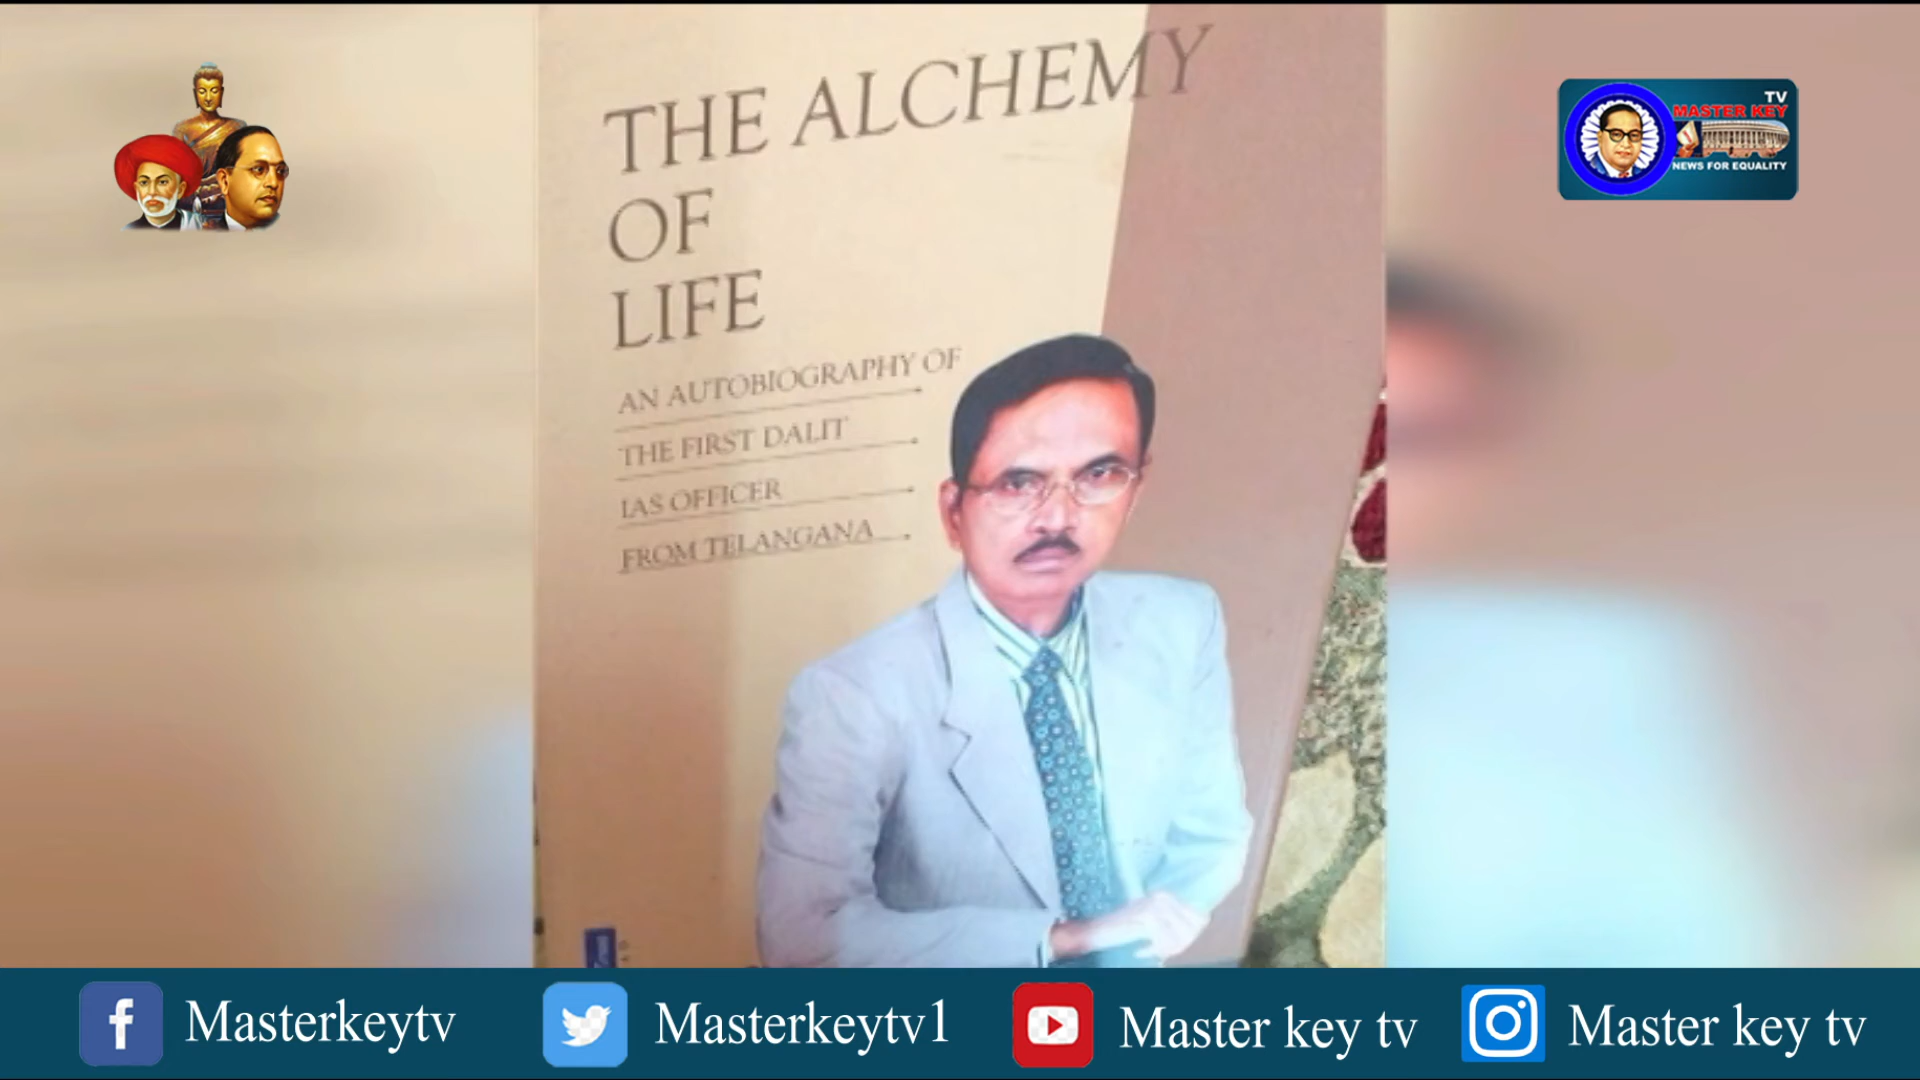 THE ALCHEMY
OF
LIFE
AN AUTOBIOGRAPHY OF
THE FIRST DALIT
IAS OFFICER
FROM TELANGANA
TV
MASTER KEY
NEWS FOR EQUALITY
Masterkeytv
Masterkeytv1
Master key tv
Master key tv